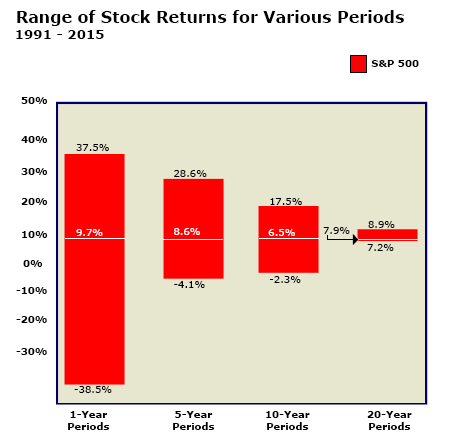 Range of Stock Returns for Various Periods
1991 - 2015
S&P 500
50%
40%
30%
20%
10%
0%
-10%
-20%
-30%
37.5%
9.7%
-38.5%
28.6%
8.6%
-4.1%
17.5%
6.5%
-2.3%
7.9%
8.9%
7.2%
1-Year
Periods
5-Year
Periods
10-Year
Periods
20-Year
Periods